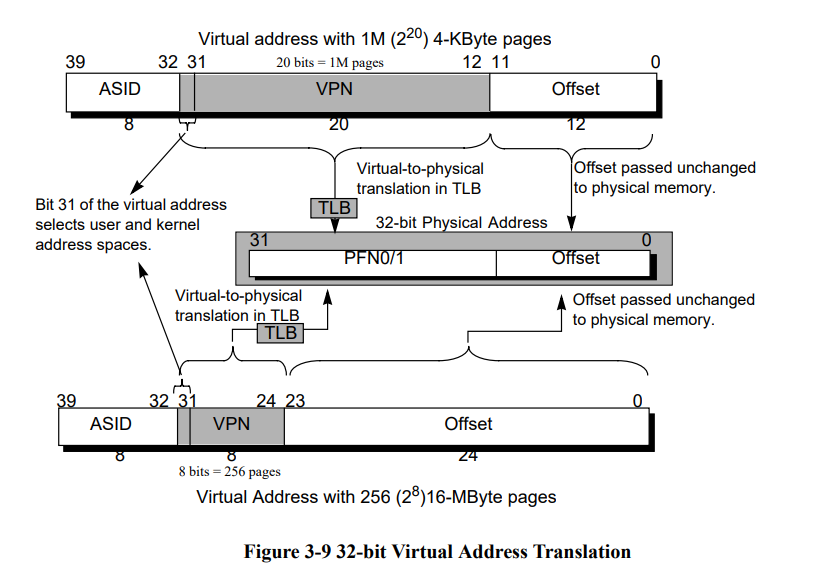 Virtual address with 1M (2^20) 4-KByte pages
39 32 31 20 bits = 1M pages 12 11 0
ASID VPN Offset
8 20 12
Virtual-to-physical
translation in TLB
Offset passed unchanged
to physical memory.
Bit 31 of the virtual address
selects user and kernel
address spaces.
TLB
32-bit Physical Address
31 0
PFN0/1 Offset
Virtual-to-physical
translation in TLB
TLB
Offset passed unchanged
to physical memory.
39 32 31 24 23 0
ASID VPN Offset
8 8 24
8 bits = 256 pages
Virtual Address with 256 (2^8)16-MByte pages
Figure 3-9 32-bit Virtual Address Translation